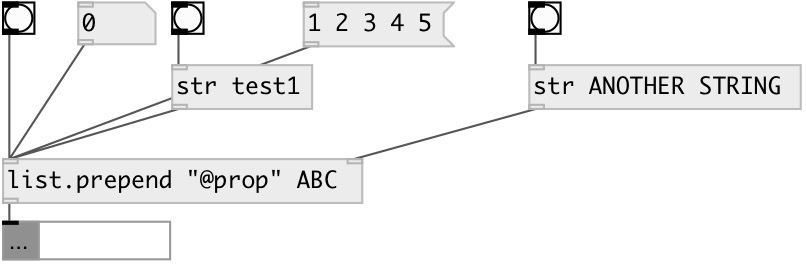 0
1 2 3 4 5
str test1
str ANOTHER STRING
list.prepend "@prop" ABC
...